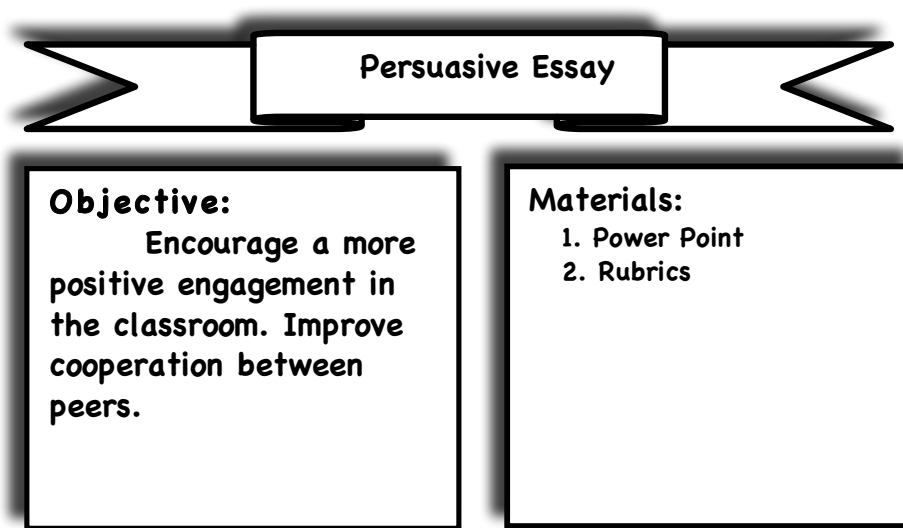 Persuasive Essay
Objective:
Encourage a more
positive engagement in
the classroom. Improve
cooperation between
peers.
Materials:
1. Power Point
2. Rubrics